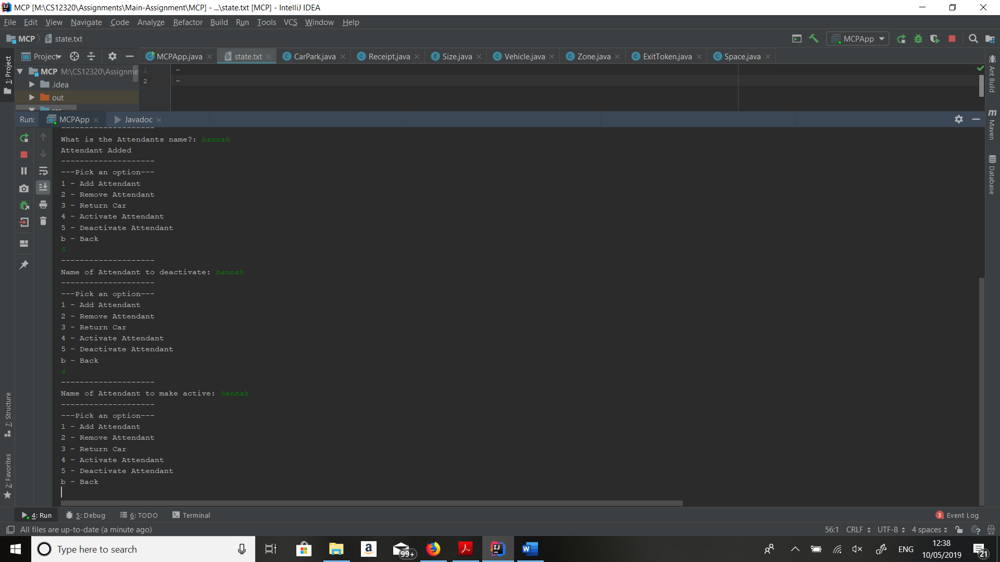 MCP [M:\CS12320\Assignments\Main-Assignment\MCP] - ...\state.txt [MCP] - IntelliJ IDEA
File Edit View Navigate Code Analyze Refactor Build Run Tools VCS Window Help
MCP state.txt
MCPApp
1: Project
Project
MCPApp.java state.txt CarPark.java Receipt.java Size.java Vehicle.java Zone.java ExitToken.java Space.java
MCP M:\CS12320\Assignme
.idea
out
1 -
2 -
Ant Build
Maven
Database
Run: MCPApp Javadoc
--------------------
What is the Attendants name?: hannah
Attendant Added
--------------------
---Pick an option---
1 - Add Attendant
2 - Remove Attendant
3 - Return Car
4 - Activate Attendant
5 - Deactivate Attendant
b - Back
5
--------------------
Name of Attendant to deactivate: hannah
--------------------
---Pick an option---
1 - Add Attendant
2 - Remove Attendant
3 - Return Car
4 - Activate Attendant
5 - Deactivate Attendant
b - Back
4
--------------------
Name of Attendant to make active: hannah
--------------------
---Pick an option---
1 - Add Attendant
2 - Remove Attendant
3 - Return Car
4 - Activate Attendant
5 - Deactivate Attendant
b - Back
7: Structure
2: Favorites
4: Run 5: Debug 6: TODO Terminal
3 Event Log
All files are up-to-date (a minute ago)
56:1 CRLF UTF-8 4 spaces
Type here to search
99+
ENG
12:38
10/05/2019
21